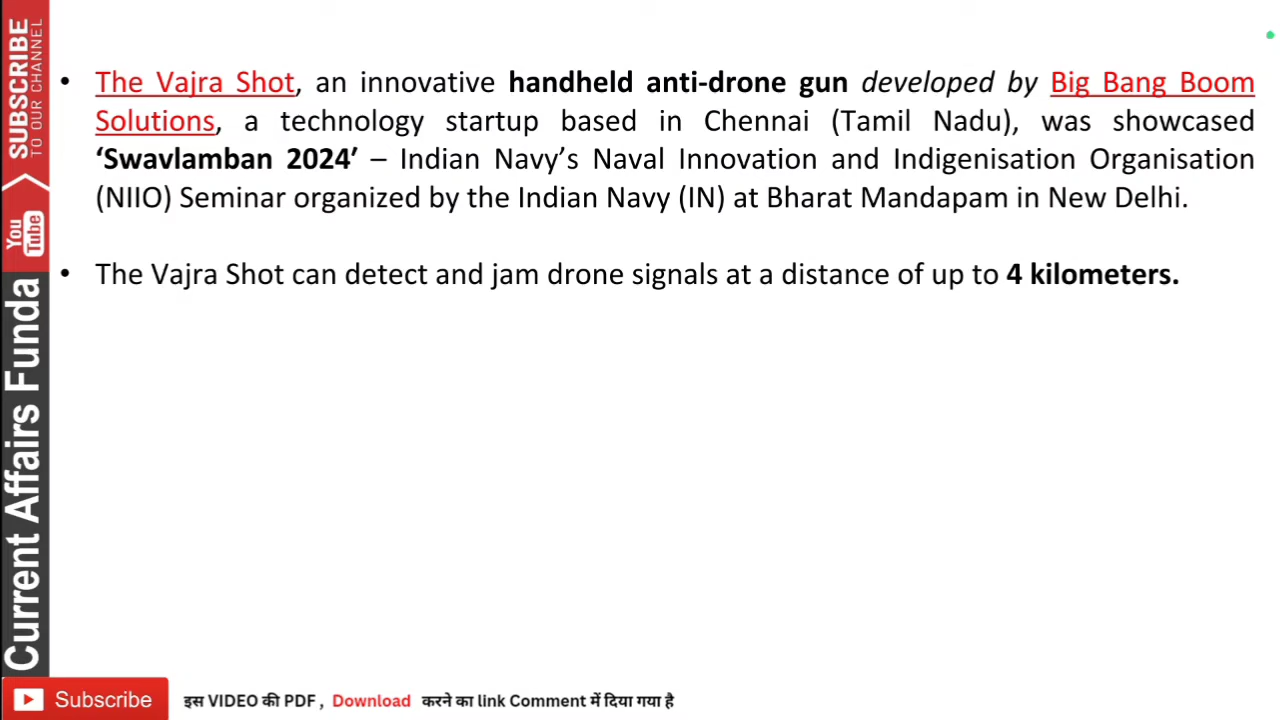 • The Vajra Shot, an innovative handheld anti-drone gun developed by Big Bang Boom
Solutions, a technology startup based in Chennai (Tamil Nadu), was showcased
‘Swavlamban 2024’ – Indian Navy’s Naval Innovation and Indigenisation Organisation
(NIIO) Seminar organized by the Indian Navy (IN) at Bharat Mandapam in New Delhi.
• The Vajra Shot can detect and jam drone signals at a distance of up to 4 kilometers.
SUBSCRIBE
TO OUR CHANNEL
YouTube
Current Affairs Funda
Subscribe
इस VIDEO की PDF , Download करने का link Comment में दिया गया है